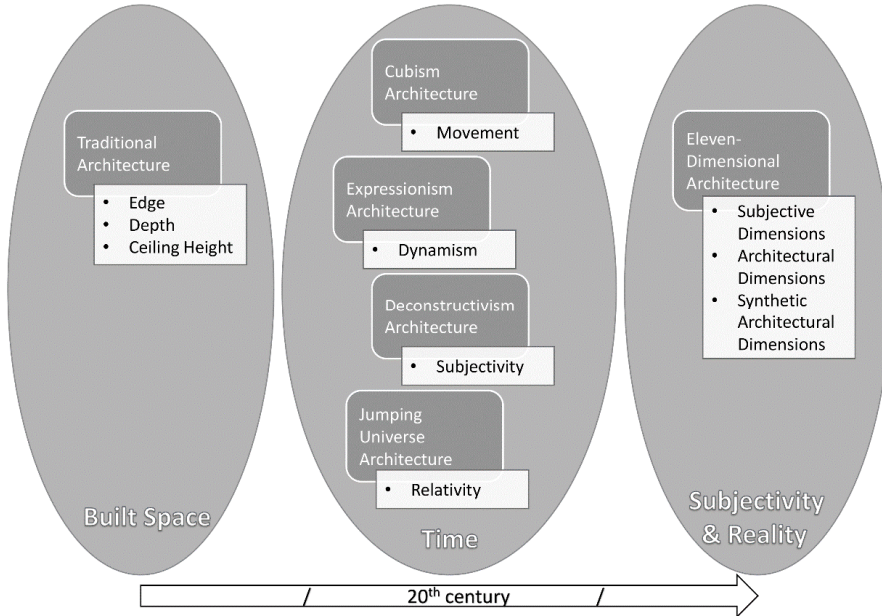 Traditional
Architecture
• Edge
• Depth
• Ceiling Height
Built Space
Cubism
Architecture
• Movement
Expressionism
Architecture
• Dynamism
Deconstructivism
Architecture
• Subjectivity
Jumping
Universe
Architecture
• Relativity
Time
Eleven-
Dimensional
Architecture
• Subjective
Dimensions
• Architectural
Dimensions
• Synthetic
Architectural
Dimensions
Subjectivity
& Reality
/ 20th century /